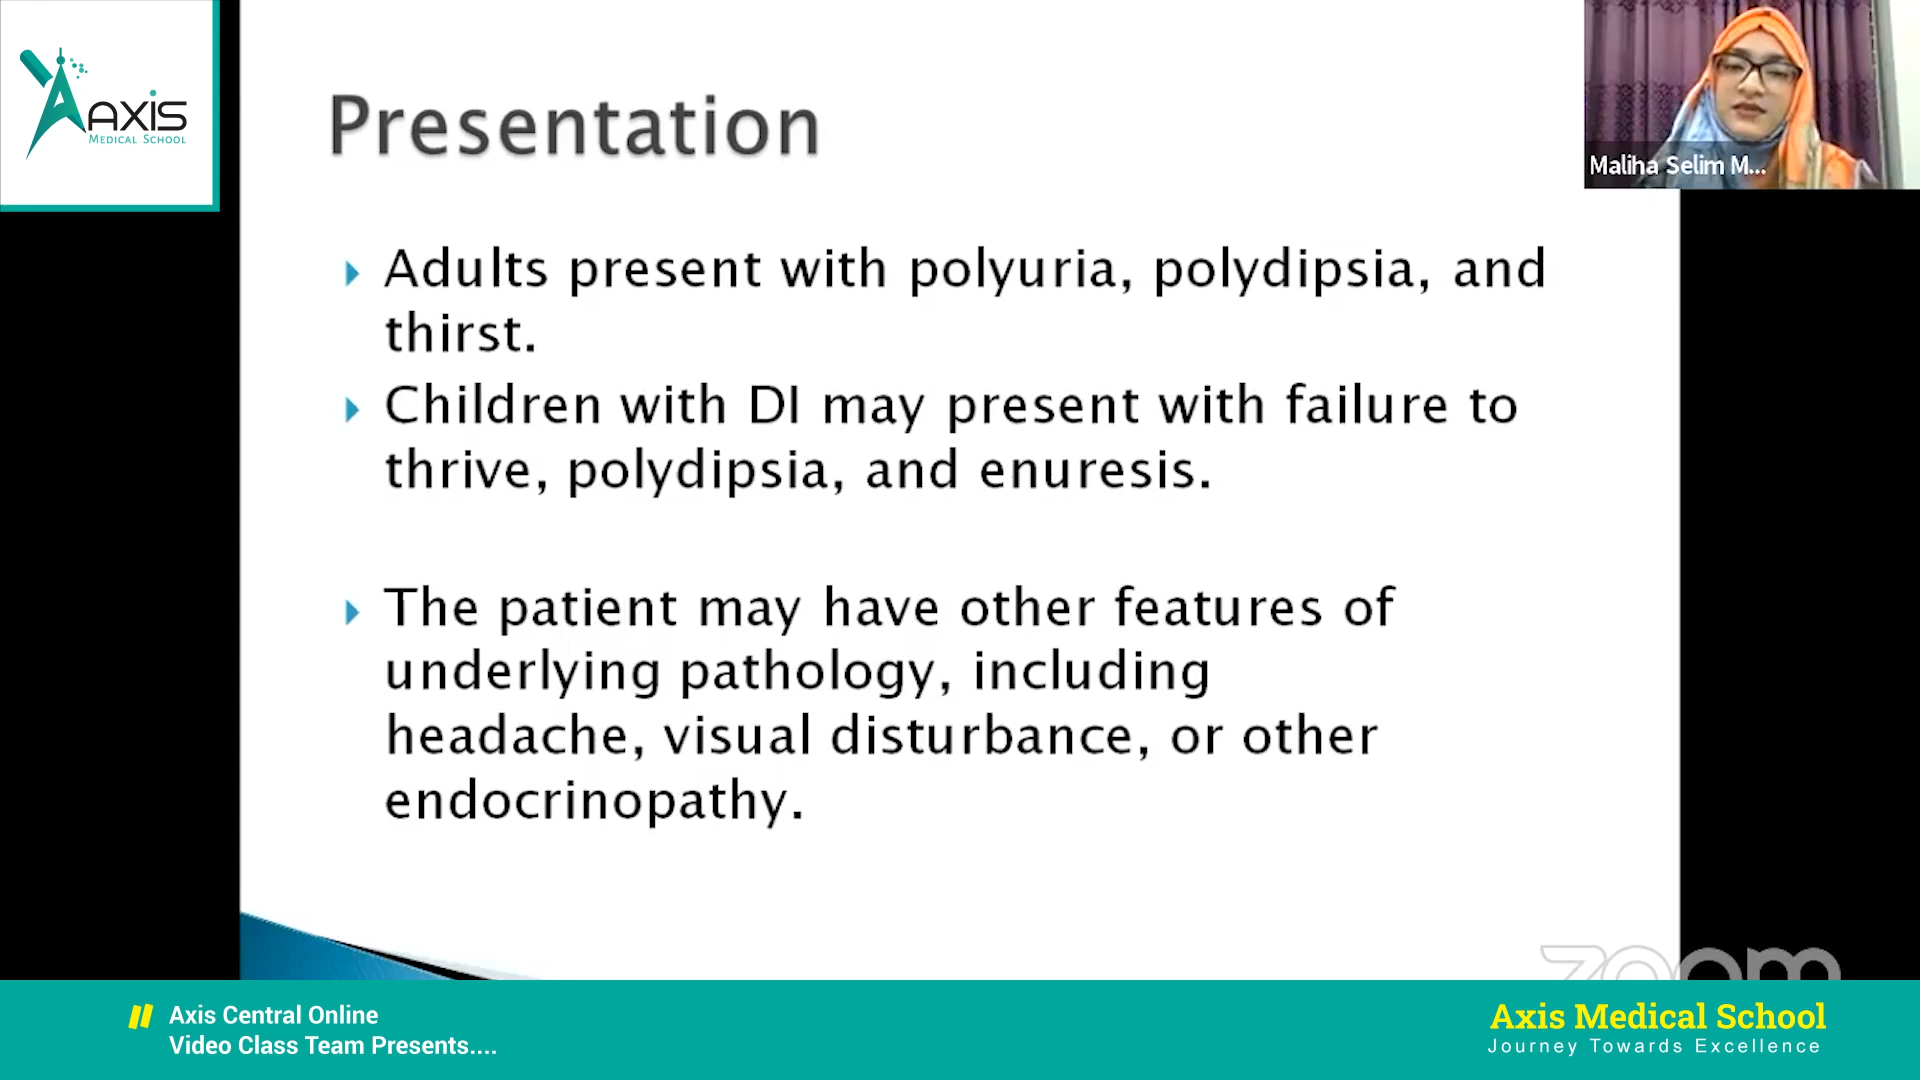 AXIS
MEDICAL SCHOOL
Presentation
Maliha Selim M...
Adults present with polyuria, polydipsia, and
thirst.
Children with DI may present with failure to
thrive, polydipsia, and enuresis.
The patient may have other features of
underlying pathology, including
headache, visual disturbance, or other
endocrinopathy.
zoom
Axis Central Online
Video Class Team Presents....
Axis Medical School
Journey Towards Excellence